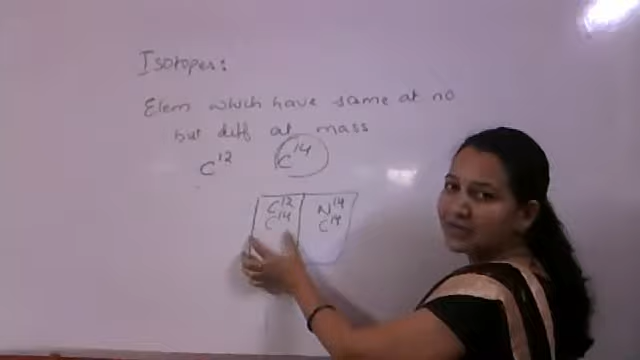 Isotopes:
Elem which have same at no
but diff at mass
C¹² C¹⁴
C¹² N¹⁴
C¹⁴ C¹⁴